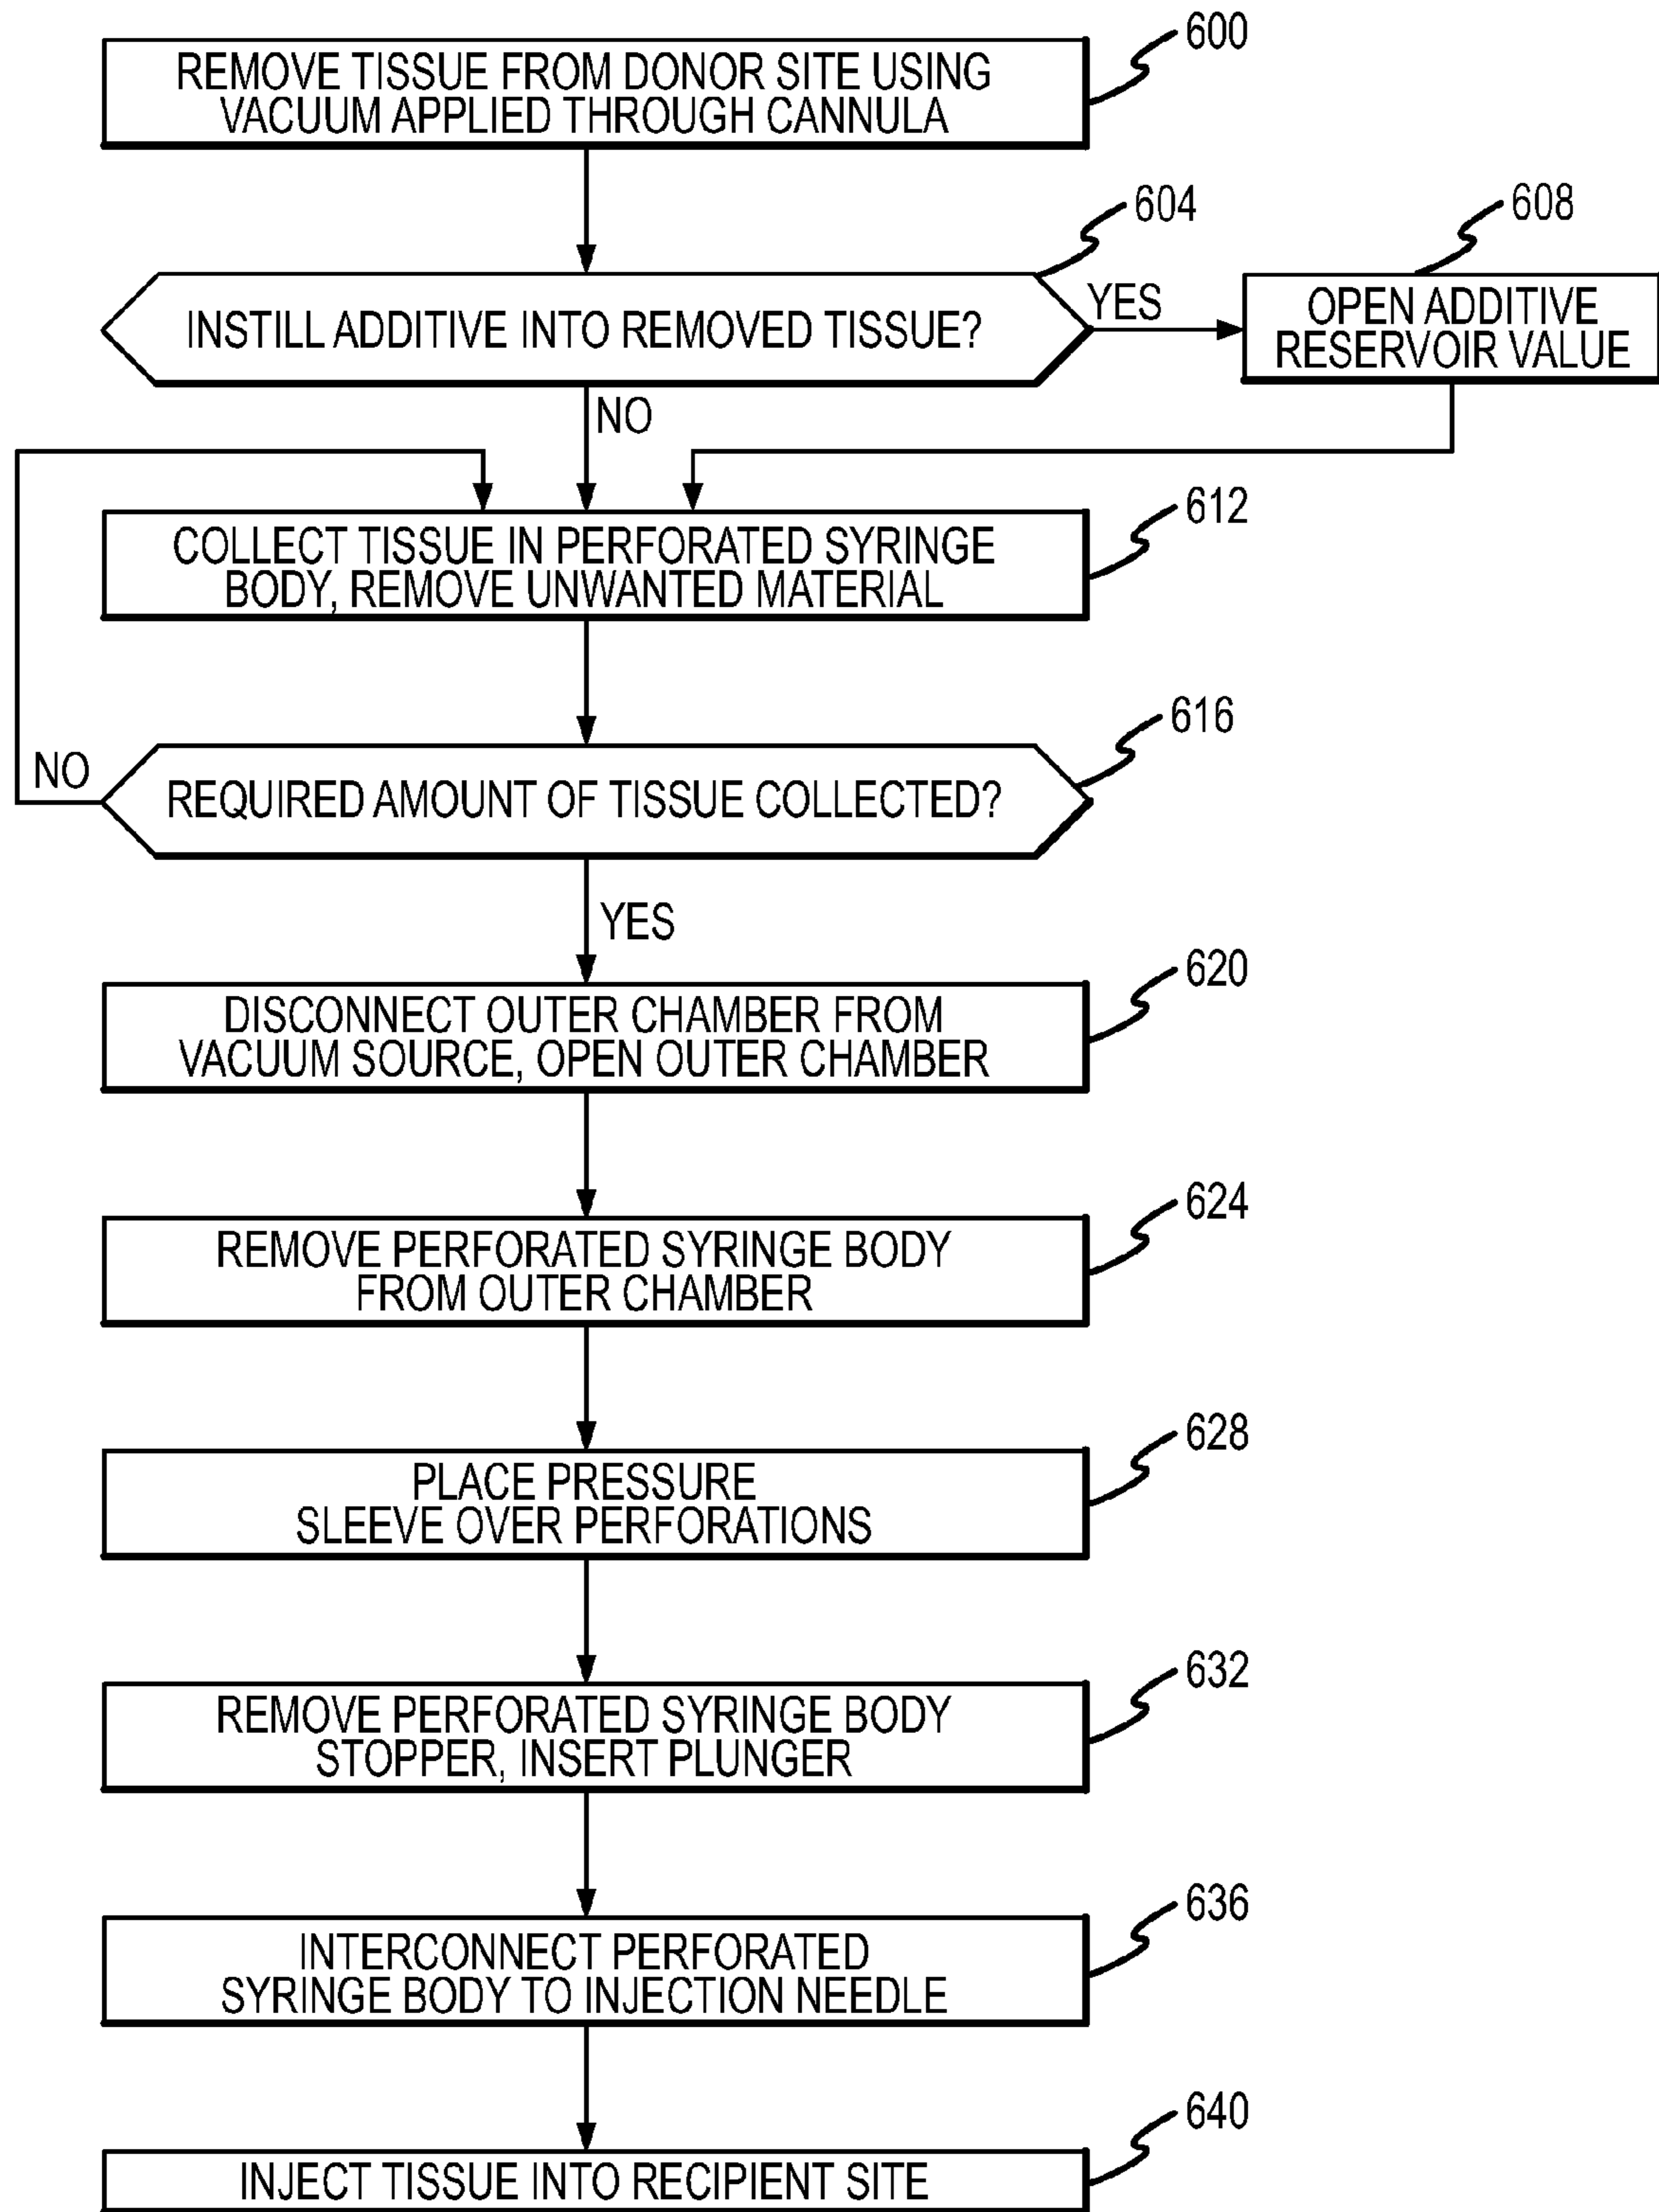 600
REMOVE TISSUE FROM DONOR SITE USING
VACUUM APPLIED THROUGH CANNULA
604
608
INSTILL ADDITIVE INTO REMOVED TISSUE?
YES
OPEN ADDITIVE
RESERVOIR VALUE
NO
612
COLLECT TISSUE IN PERFORATED SYRINGE
BODY, REMOVE UNWANTED MATERIAL
616
NO
REQUIRED AMOUNT OF TISSUE COLLECTED?
YES
620
DISCONNECT OUTER CHAMBER FROM
VACUUM SOURCE, OPEN OUTER CHAMBER
624
REMOVE PERFORATED SYRINGE BODY
FROM OUTER CHAMBER
628
PLACE PRESSURE
SLEEVE OVER PERFORATIONS
632
REMOVE PERFORATED SYRINGE BODY
STOPPER, INSERT PLUNGER
636
INTERCONNECT PERFORATED
SYRINGE BODY TO INJECTION NEEDLE
640
INJECT TISSUE INTO RECIPIENT SITE